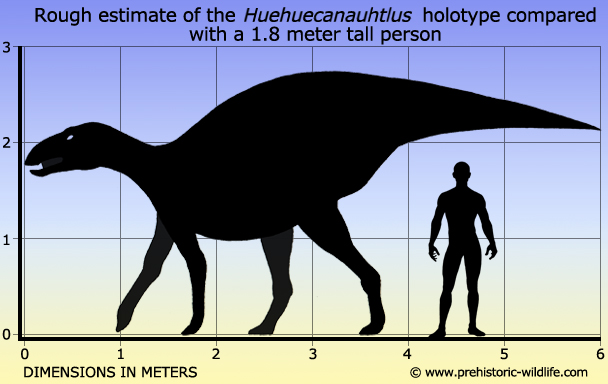 Rough estimate of the Huehuecanauhtlus holotype compared
with a 1.8 meter tall person
3
2
1
0
0 1 2 3 4 5 6
DIMENSIONS IN METERS © www.prehistoric-wildlife.com